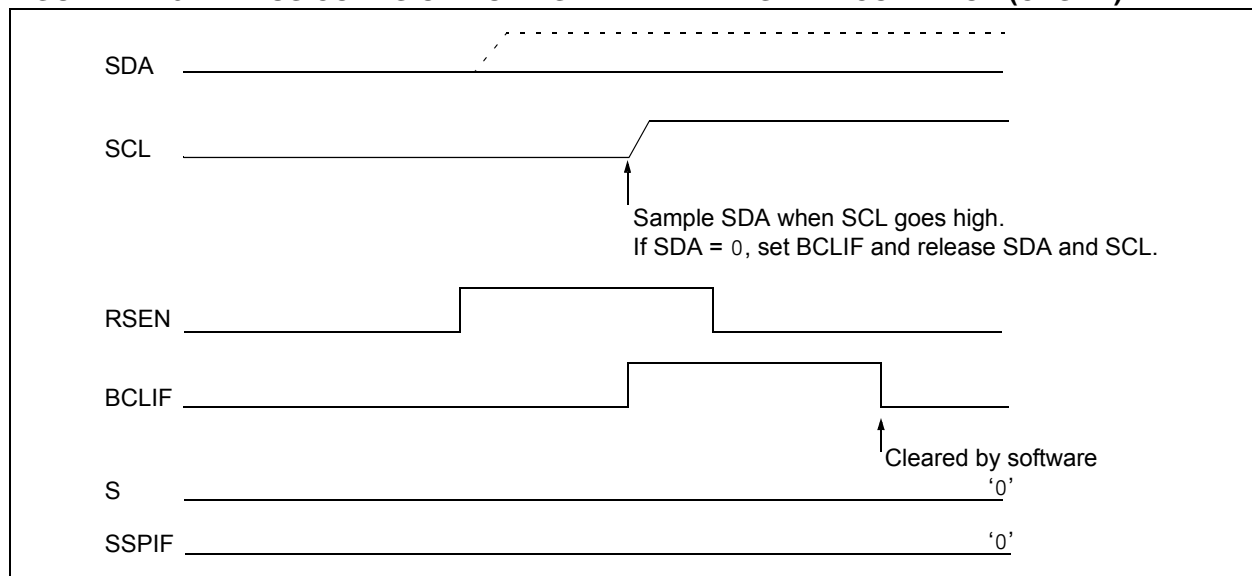 SDA
SCL
Sample SDA when SCL goes high.
If SDA = 0, set BCLIF and release SDA and SCL.
RSEN
BCLIF
Cleared by software
S
‘0’
SSPIF
‘0’